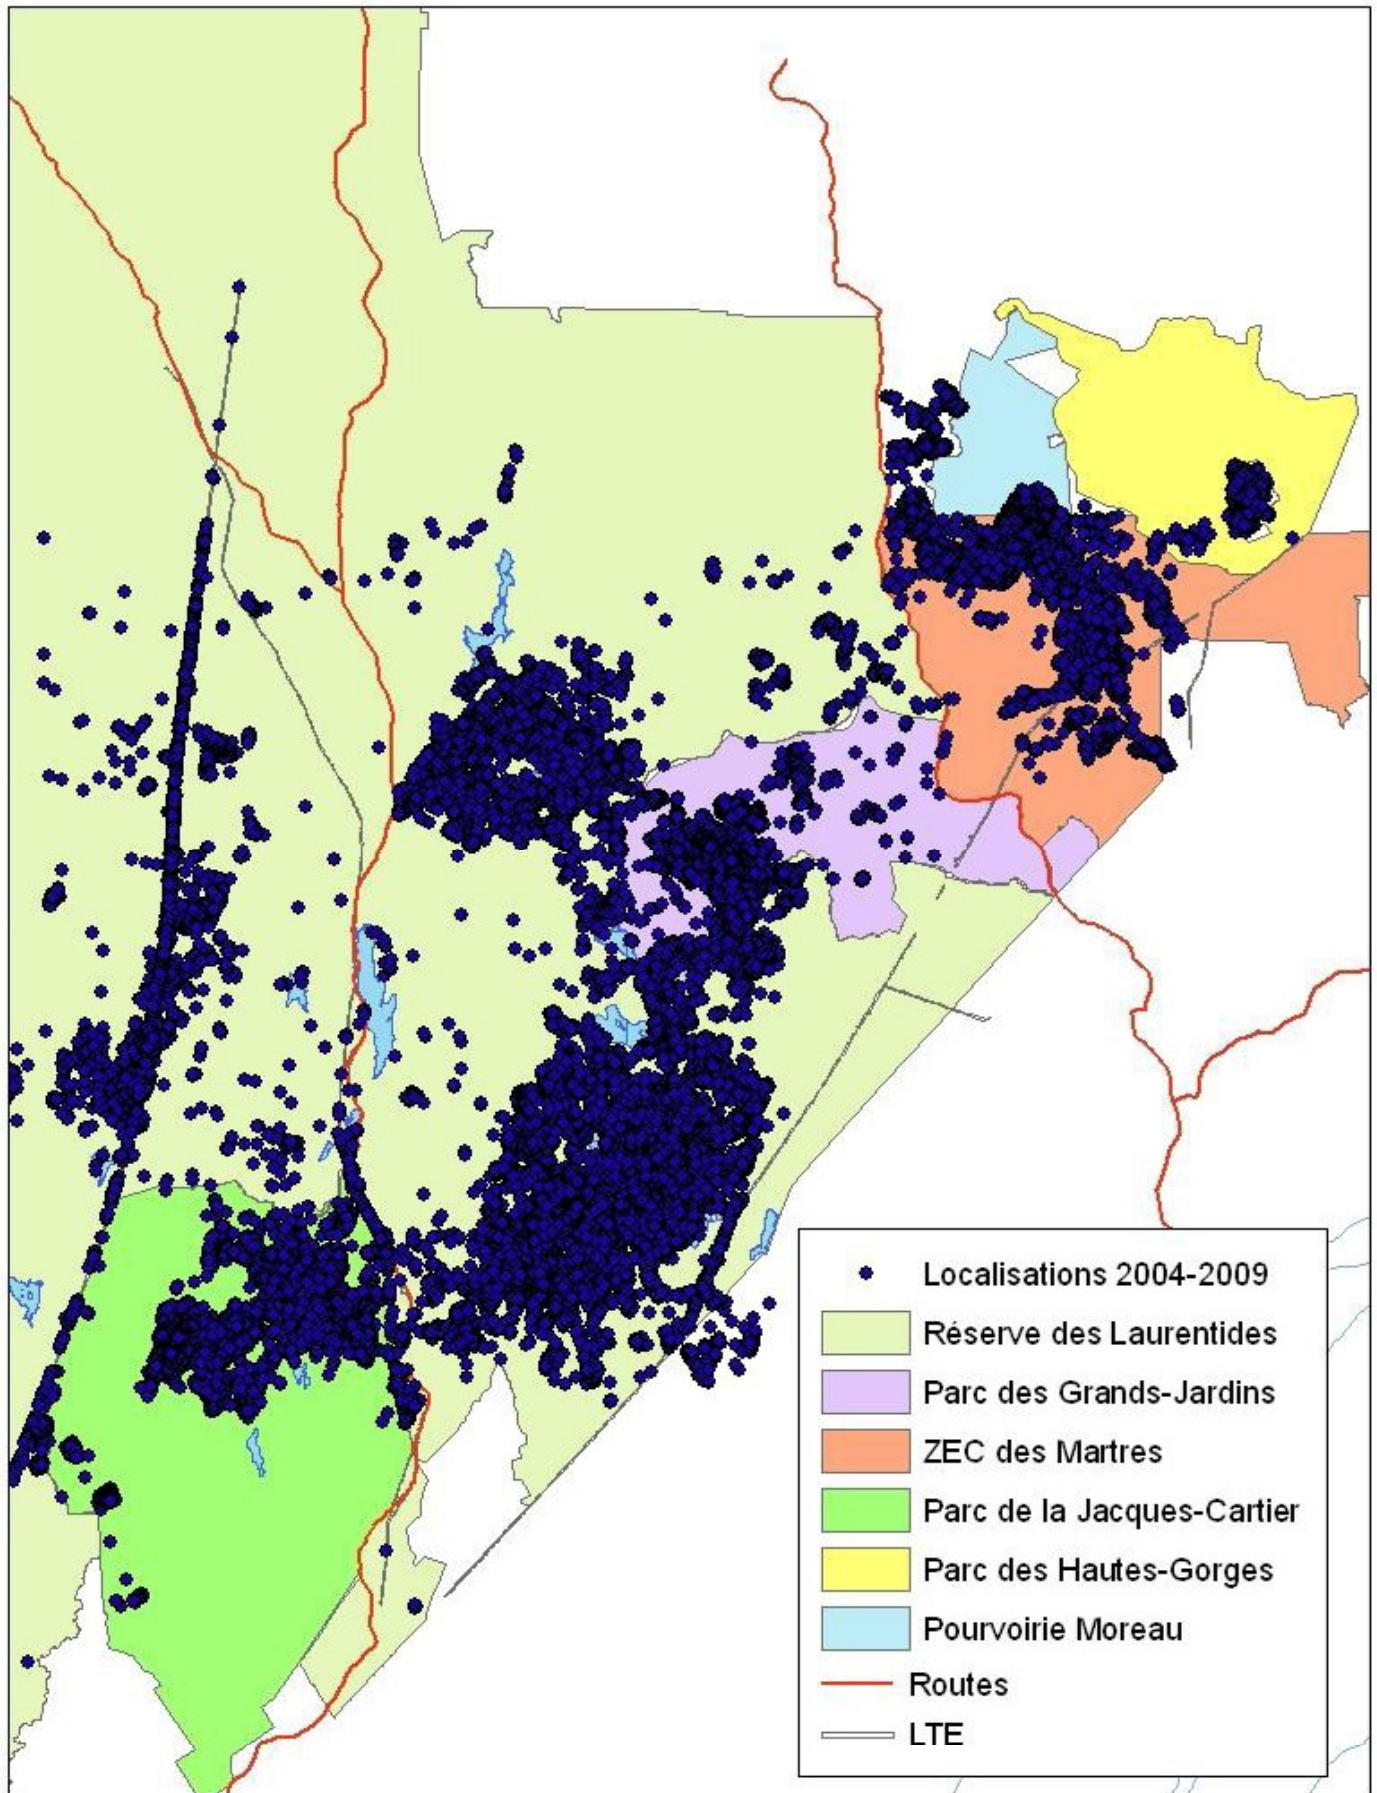 Localisations 2004-2009
Réserve des Laurentides
Parc des Grands-Jardins
ZEC des Martres
Parc de la Jacques-Cartier
Parc des Hautes-Gorges
Pourvoirie Moreau
Routes
LTE